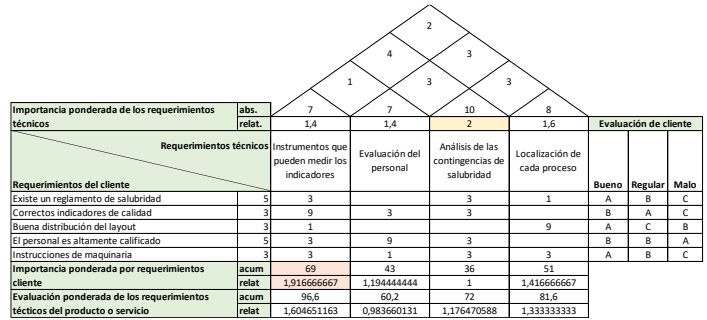 2
4 3
1 3 3
Importancia ponderada de los requerimientos técnicos abs. 7 7 10 8
relat. 1,4 1,4 2 1,6 Evaluación de cliente
Requerimientos técnicos Instrumentos que pueden medir los indicadores Evaluación del personal Análisis de las contingencias de salubridad Localización de cada proceso
Requerimientos del cliente Bueno Regular Malo
Existe un reglamento de salubridad 5 3 3 1 A B C
Correctos indicadores de calidad 3 9 3 3 B A C
Buena distribución del layout 3 1 9 A C B
El personal es altamente calificado 5 3 9 3 B B A
Instrucciones de maquinaria 3 3 1 3 3 A B C
Importancia ponderada por requerimientos cliente acum 69 43 36 51
relat 1,916666667 1,194444444 1 1,416666667
Evaluación ponderada de los requerimientos técticos del producto o servicio acum 96,6 60,2 72 81,6
relat 1,604651163 0,983660131 1,176470588 1,333333333